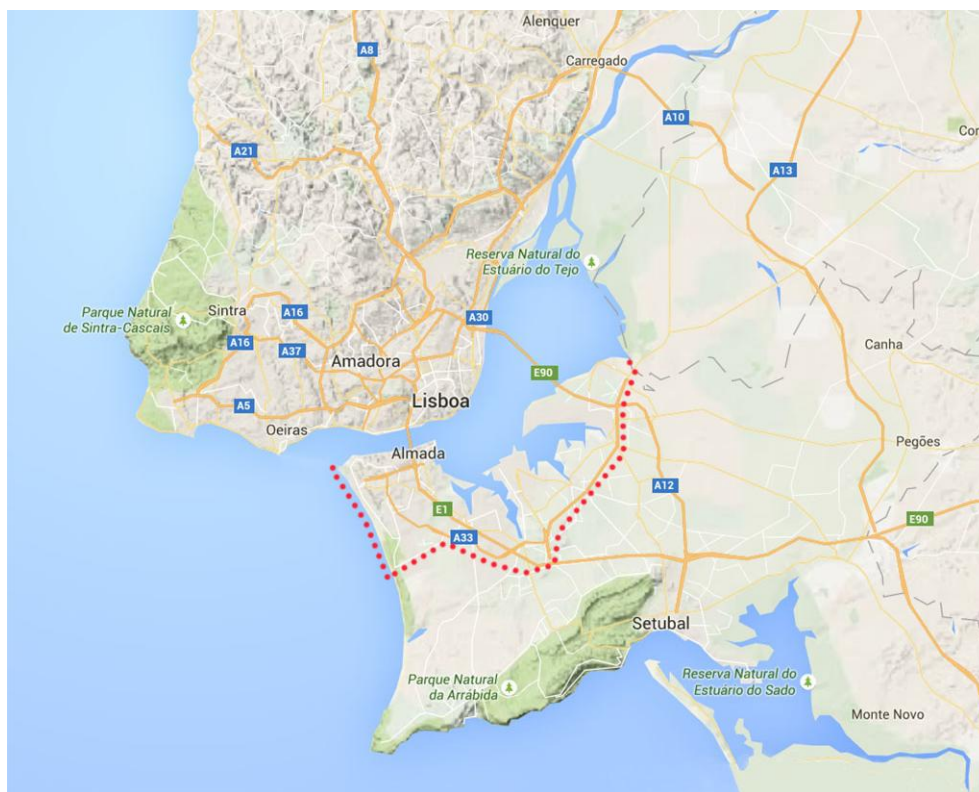 Alenquer
A8
Carregado
A10
Cor
A21
A13
Reserva Natural do
Estuário do Tejo
Parque Natural
de Sintra-Cascais
Sintra
A16
A30
A16
A37
Amadora
Canha
E90
A5
Lisboa
Oeiras
Almada
Pegões
A12
E1
E90
A33
Setubal
Parque Natural
da Arrábida
Reserva Natural do
Estuário do Sado
Monte Novo